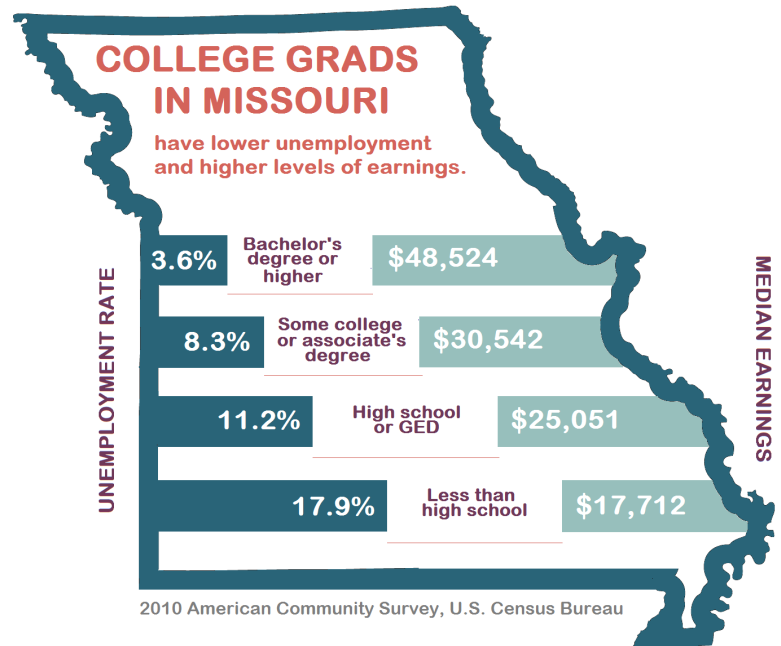 COLLEGE GRADS
IN MISSOURI
have lower unemployment
and higher levels of earnings.
UNEMPLOYMENT RATE
MEDIAN EARNINGS
3.6%
Bachelor's
degree or
higher
$48,524
8.3%
Some college
or associate's
degree
$30,542
11.2%
High school
or GED
$25,051
17.9%
Less than
high school
$17,712
2010 American Community Survey, U.S. Census Bureau